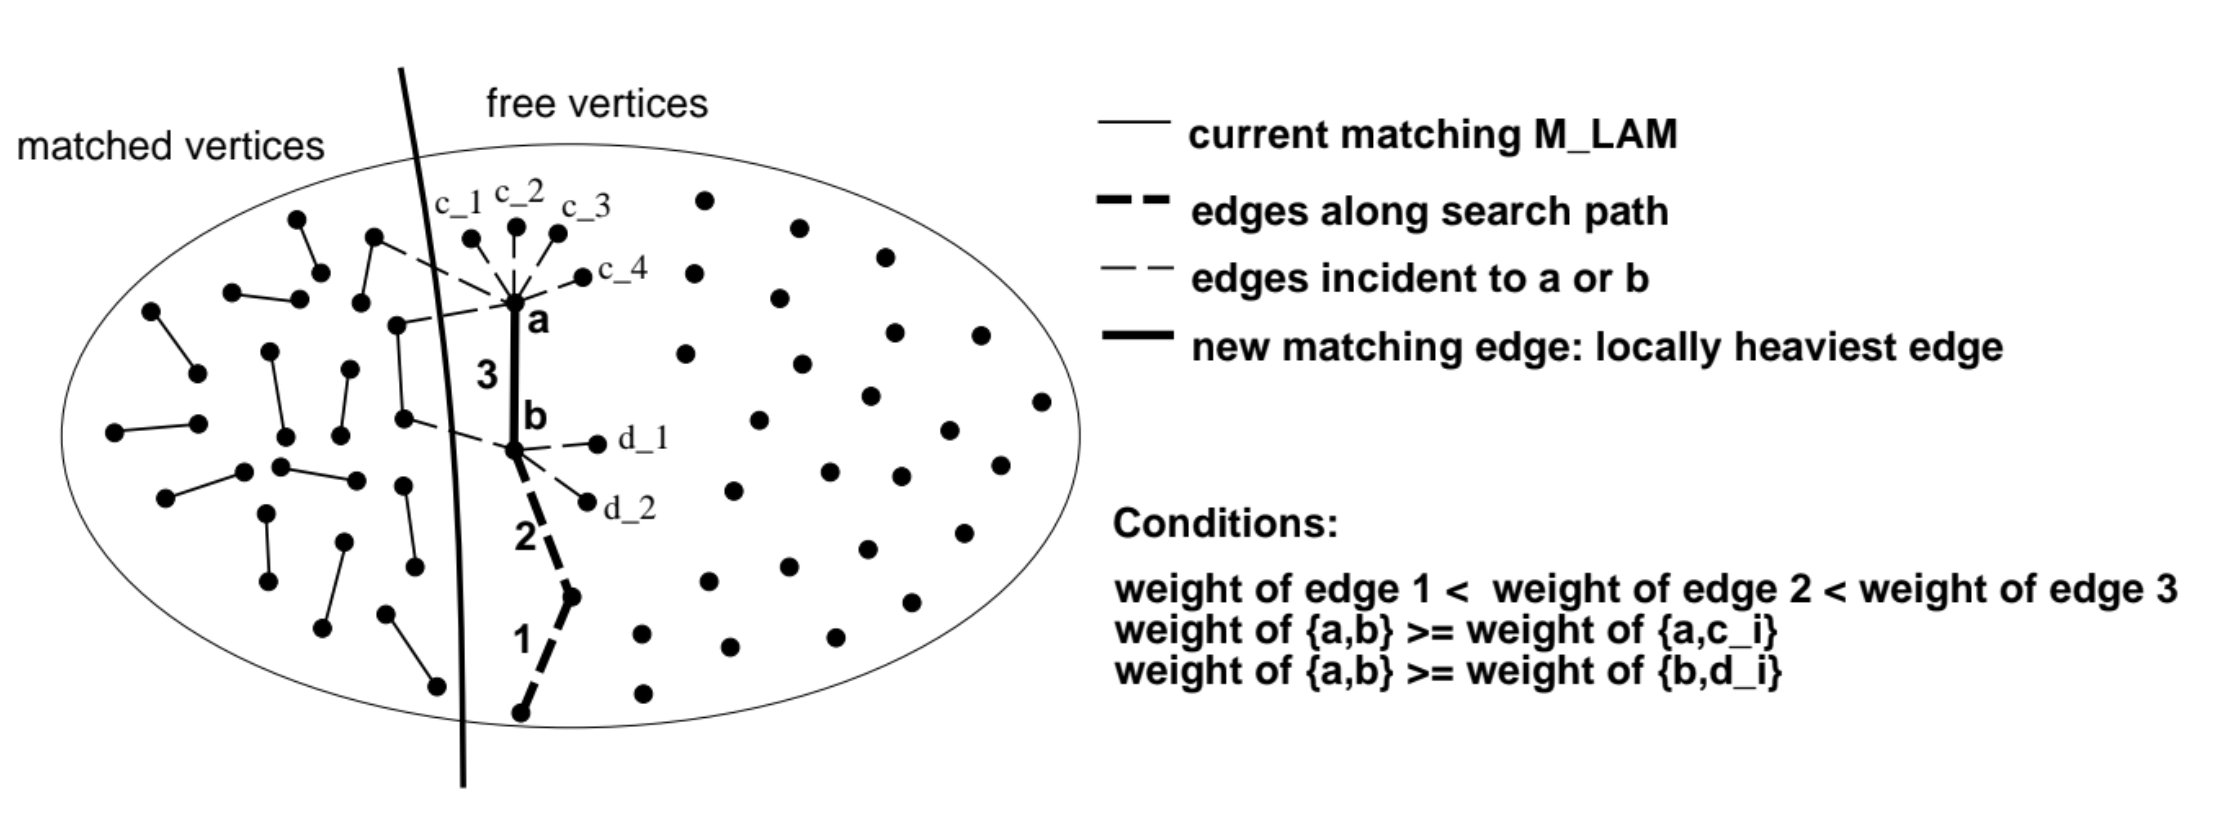 free vertices
matched vertices
c_1
c_2
c_3
c_4
a
3
b
d_1
d_2
2
1
current matching M_LAM
edges along search path
edges incident to a or b
new matching edge: locally heaviest edge
Conditions:
weight of edge 1 < weight of edge 2 < weight of edge 3
weight of {a,b} >= weight of {a,c_i}
weight of {a,b} >= weight of {b,d_i}